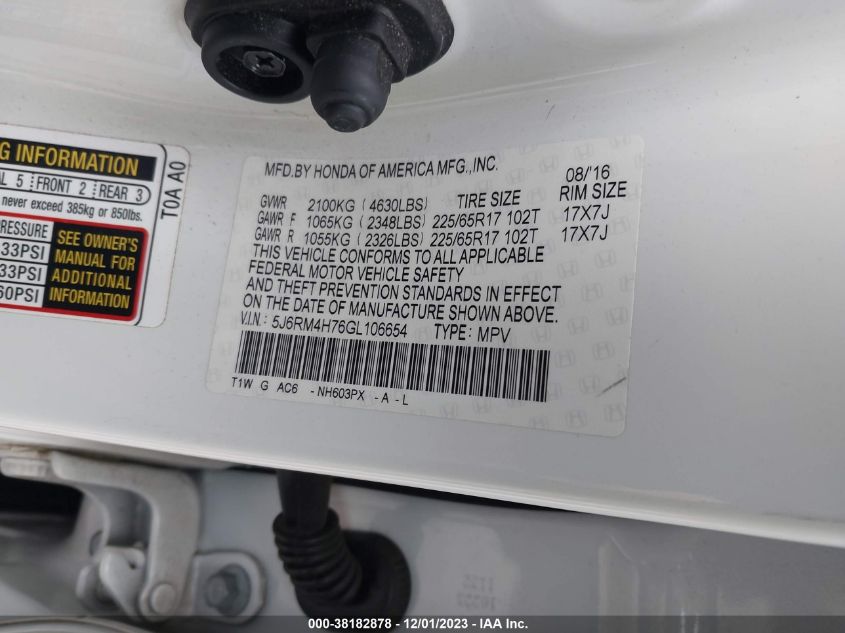 G INFORMATION
AL 5 FRONT 2 REAR 3
never exceed 385kg or 850lbs.
PRESSURE
33PSI
33PSI
60PSI
SEE OWNER'S
MANUAL FOR
ADDITIONAL
INFORMATION
T0A A0
MFD.BY HONDA OF AMERICA MFG.,INC. 08/'16
GVWR 2100KG (4630LBS) TIRE SIZE RIM SIZE
GAWR F 1065KG (2348LBS) 225/65R17 102T 17X7J
GAWR R 1055KG (2326LBS) 225/65R17 102T 17X7J
THIS VEHICLE CONFORMS TO ALL APPLICABLE
FEDERAL MOTOR VEHICLE SAFETY
AND THEFT PREVENTION STANDARDS IN EFFECT
ON THE DATE OF MANUFACTURE SHOWN ABOVE.
V.I.N.: 5J6RM4H76GL106654 TYPE: MPV
T1W G AC6 -NH603PX -A -L
000-38182878 - 12/01/2023 - IAA Inc.